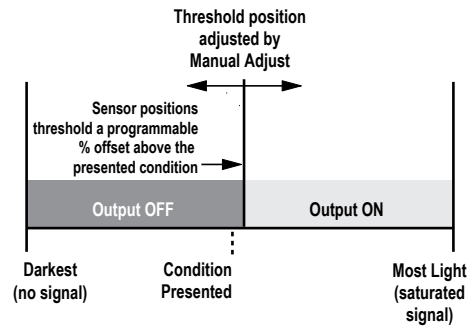 Threshold position
adjusted by
Manual Adjust
Sensor positions
threshold a programmable
% offset above the
presented condition
Output OFF
Output ON
Darkest
(no signal)
Condition
Presented
Most Light
(saturated
signal)